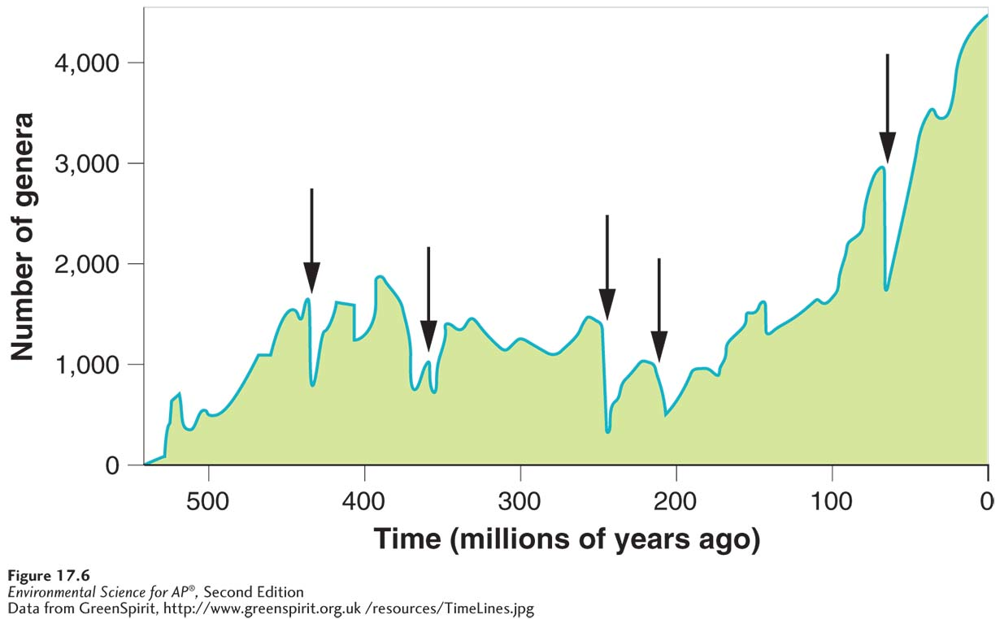 Number of genera
4,000
3,000
2,000
1,000
0
500
400
300
200
100
0
Time (millions of years ago)
Figure 17.6
Environmental Science for AP®, Second Edition
Data from GreenSpirit, http://www.greenspirit.org.uk /resources/TimeLines.jpg